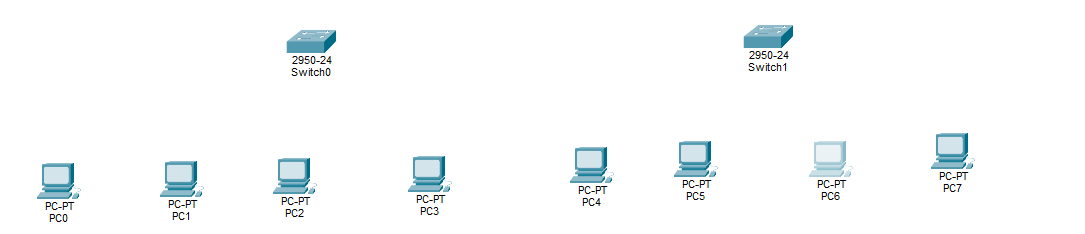 2950-24
Switch0
2950-24
Switch1
PC-PT
PC0
PC-PT
PC1
PC-PT
PC2
PC-PT
PC3
PC-PT
PC4
PC-PT
PC5
PC-PT
PC6
PC-PT
PC7